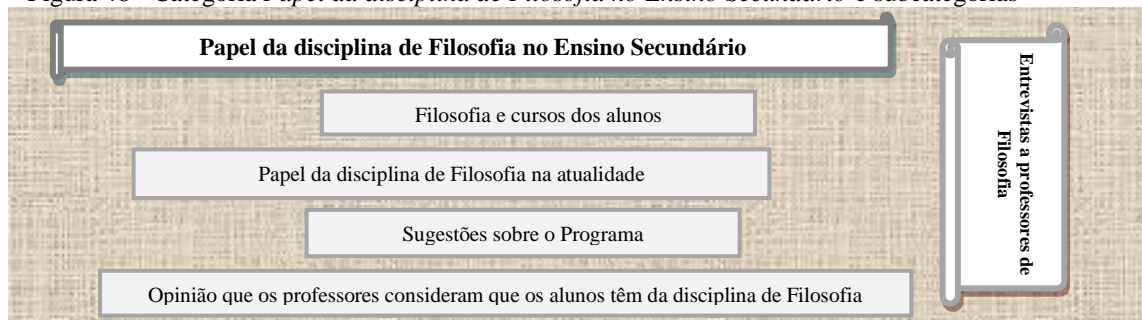 Papel da disciplina de Filosofia no Ensino Secundário
Filosofia e cursos dos alunos
Papel da disciplina de Filosofia na atualidade
Sugestões sobre o Programa
Opinião que os professores consideram que os alunos têm da disciplina de Filosofia
Entrevistas a professores de
Filosofia